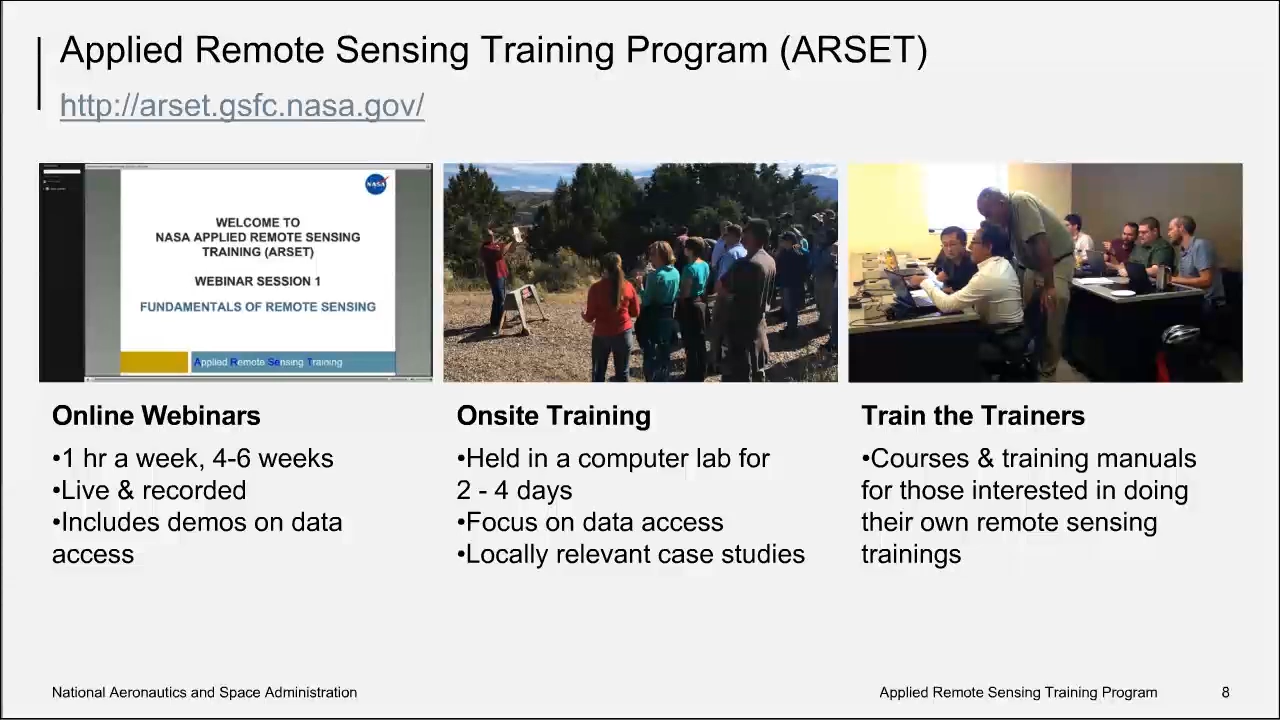 Applied Remote Sensing Training Program (ARSET)
http://arset.gsfc.nasa.gov/
NASA
WELCOME TO
NASA APPLIED REMOTE SENSING
TRAINING (ARSET)
WEBINAR SESSION 1
FUNDAMENTALS OF REMOTE SENSING
Applied Remote Sensing Training
Online Webinars
•1 hr a week, 4-6 weeks
•Live & recorded
•Includes demos on data
access
Onsite Training
•Held in a computer lab for
2 - 4 days
•Focus on data access
•Locally relevant case studies
Train the Trainers
•Courses & training manuals
for those interested in doing
their own remote sensing
trainings
National Aeronautics and Space Administration
Applied Remote Sensing Training Program
8